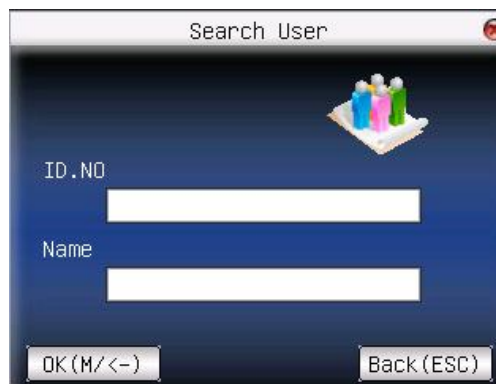 Search User
ID.NO
Name
OK(M/<-)
Back(ESC)